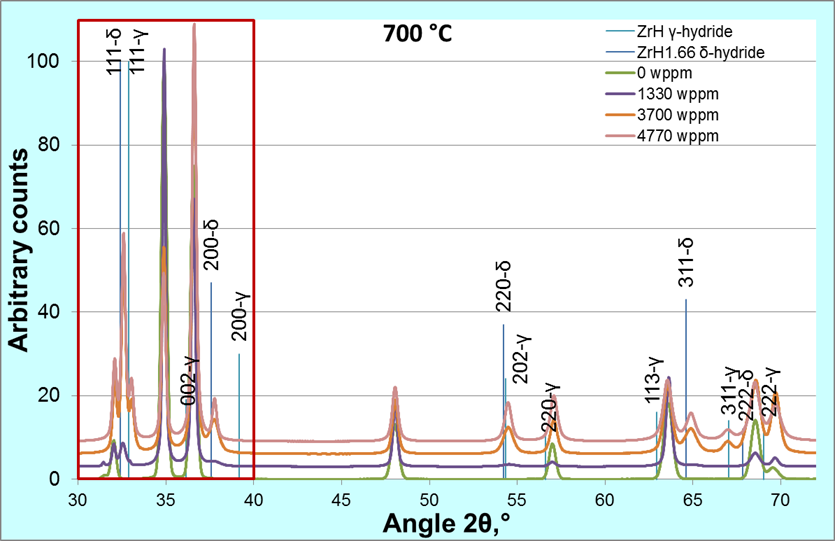 700 °C
ZrH γ-hydride
ZrH1.66 δ-hydride
0 wppm
1330 wppm
3700 wppm
4770 wppm
111-δ
111-γ
002-γ
200-δ
200-γ
220-δ
202-γ
220-γ
113-γ
311-δ
311-γ
222-δ
222-γ
Arbitrary counts
100
80
60
40
20
0
30
35
40
45
50
55
60
65
70
Angle 2θ,°